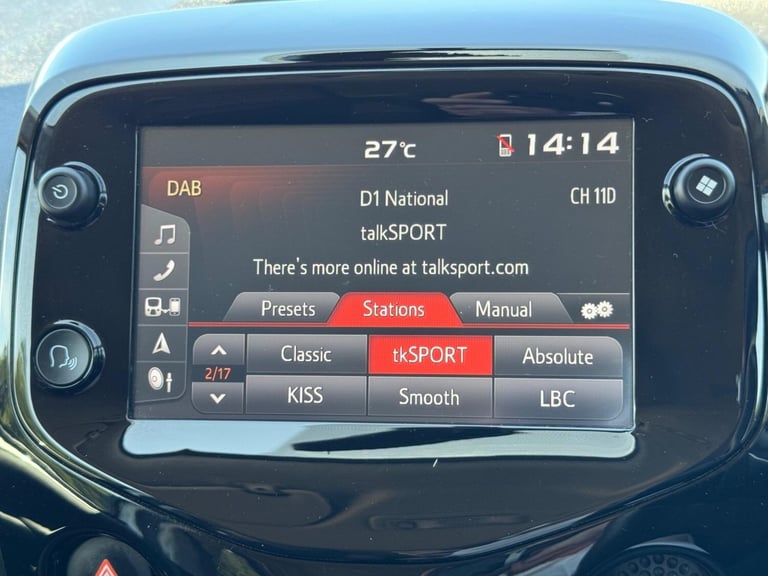 27°C 14:14
DAB D1 National CH 11D
talkSPORT
There's more online at talksport.com
Presets Stations Manual
Classic tkSPORT Absolute
2/17
KISS Smooth LBC